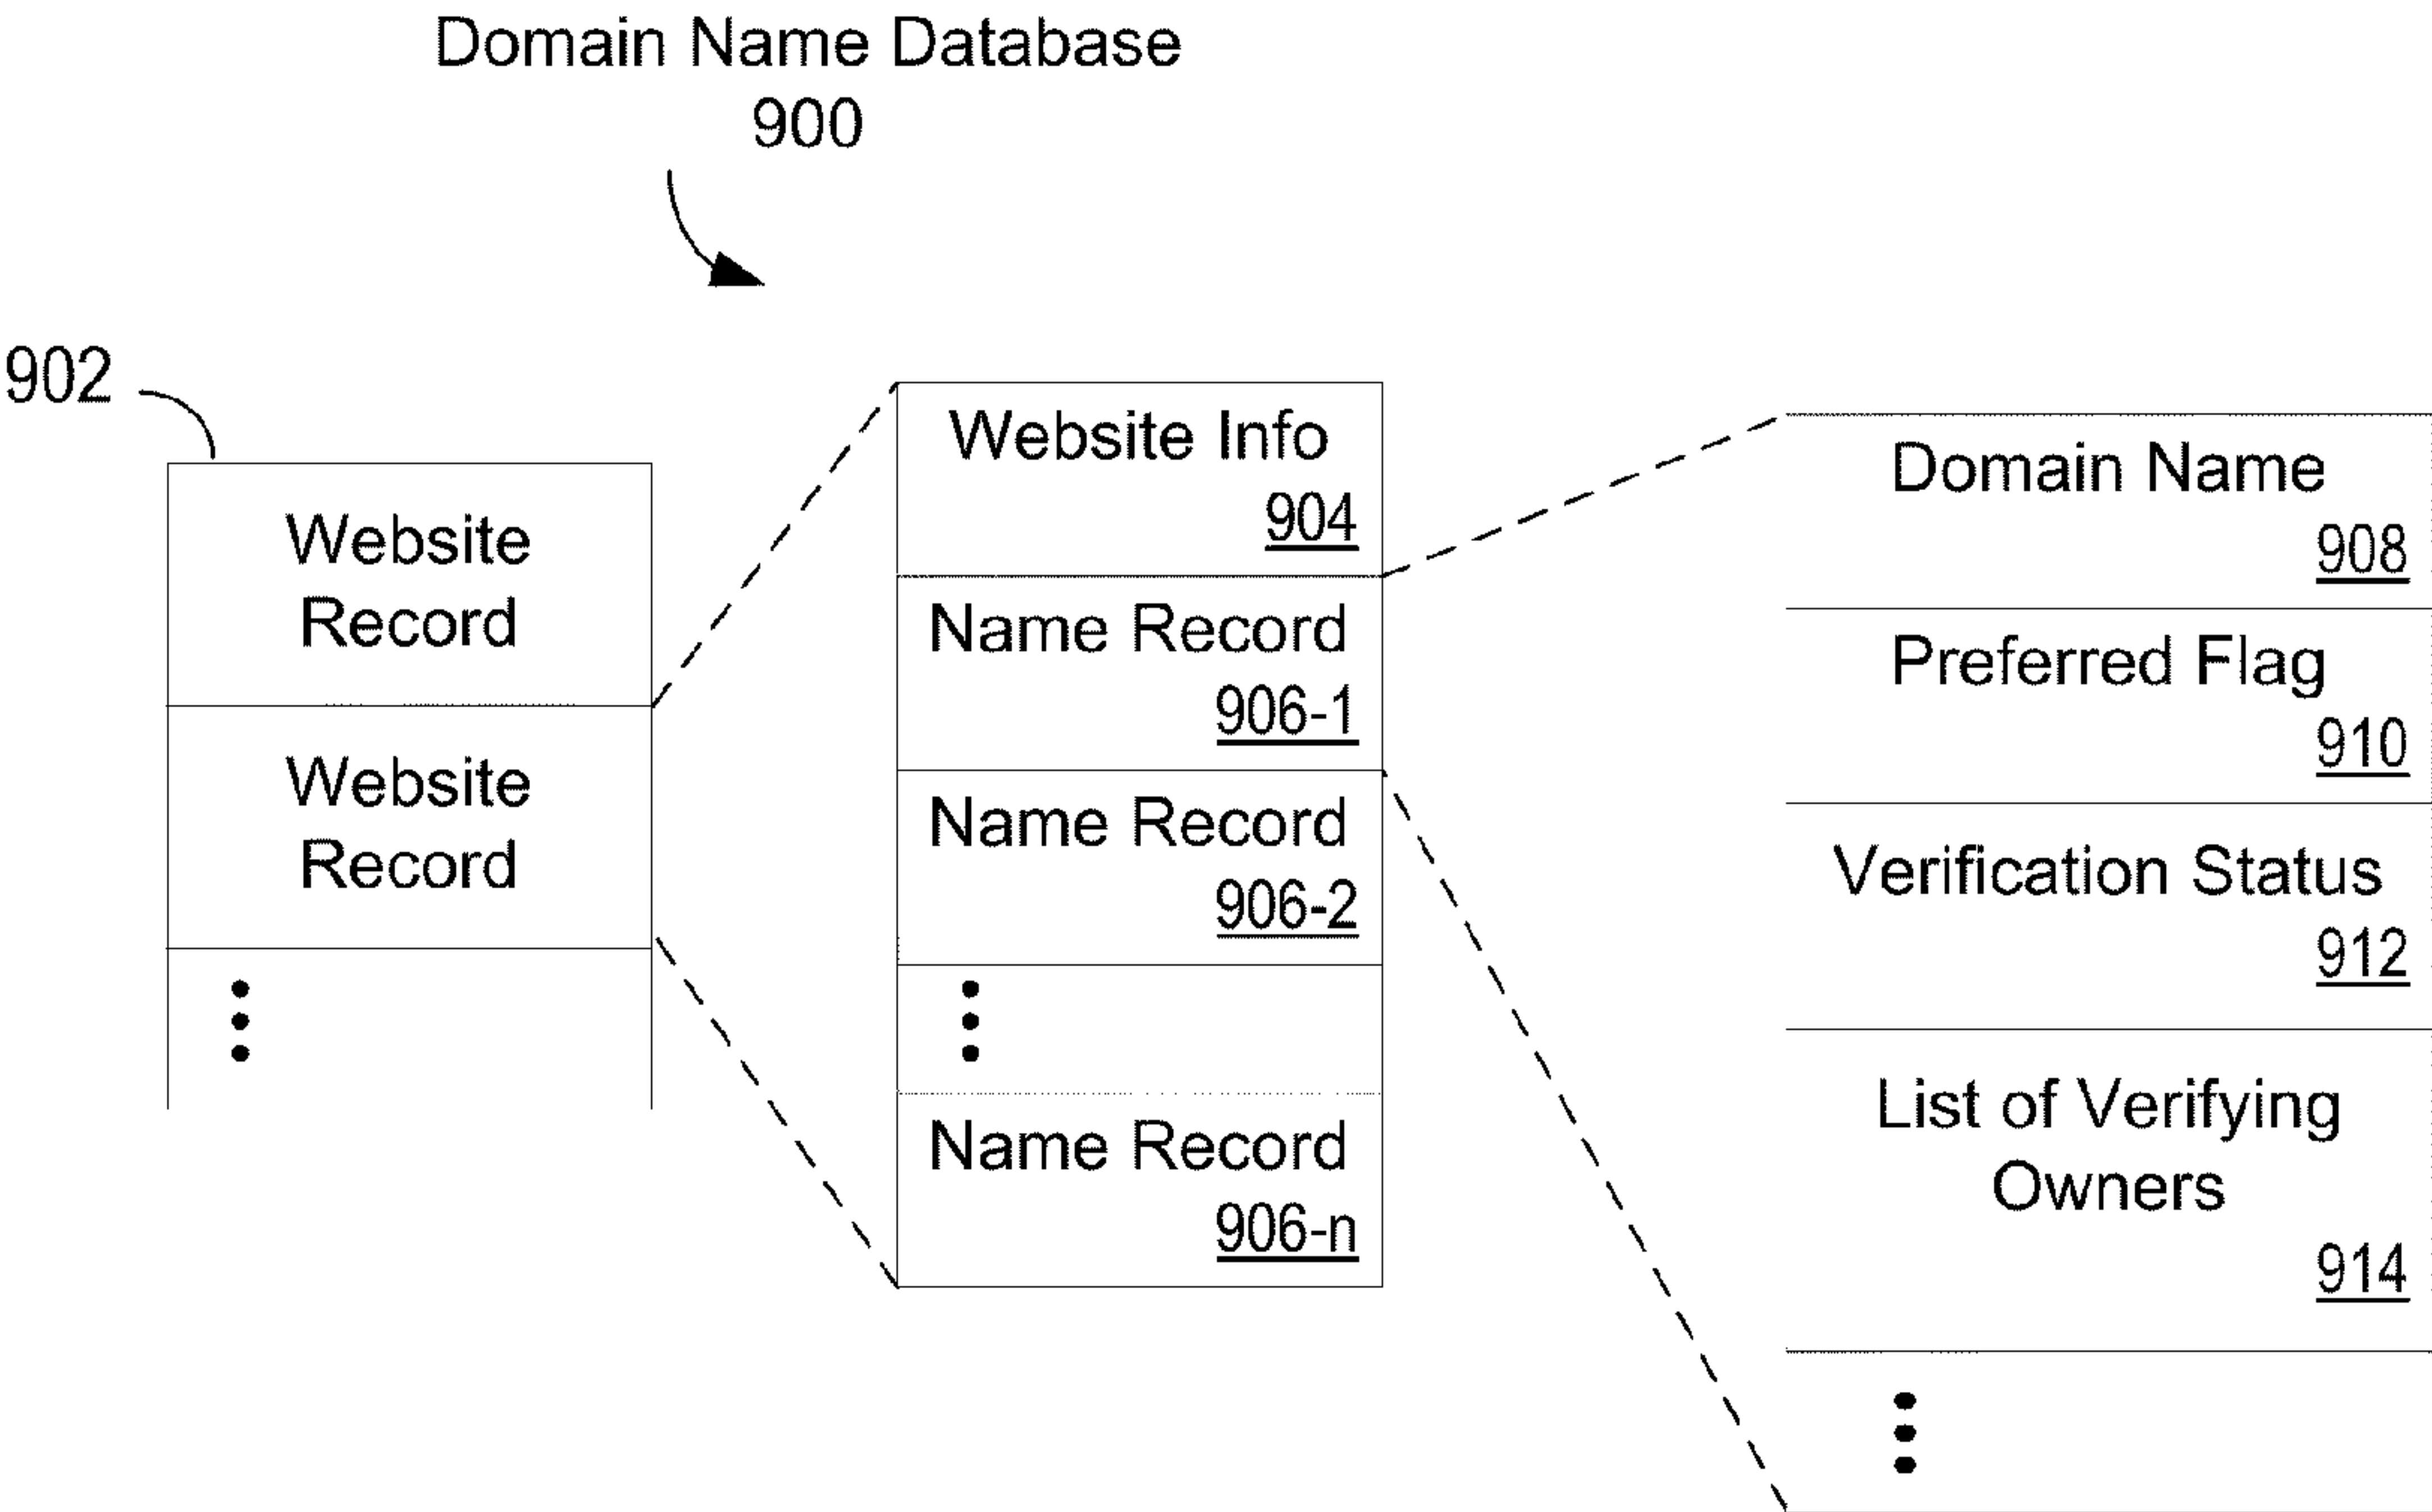 Domain Name Database
900
902
Website
Record
Website
Record
Website Info
904
Name Record
906-1
Name Record
906-2
Name Record
906-n
Domain Name
908
Preferred Flag
910
Verification Status
912
List of Verifying
Owners
914